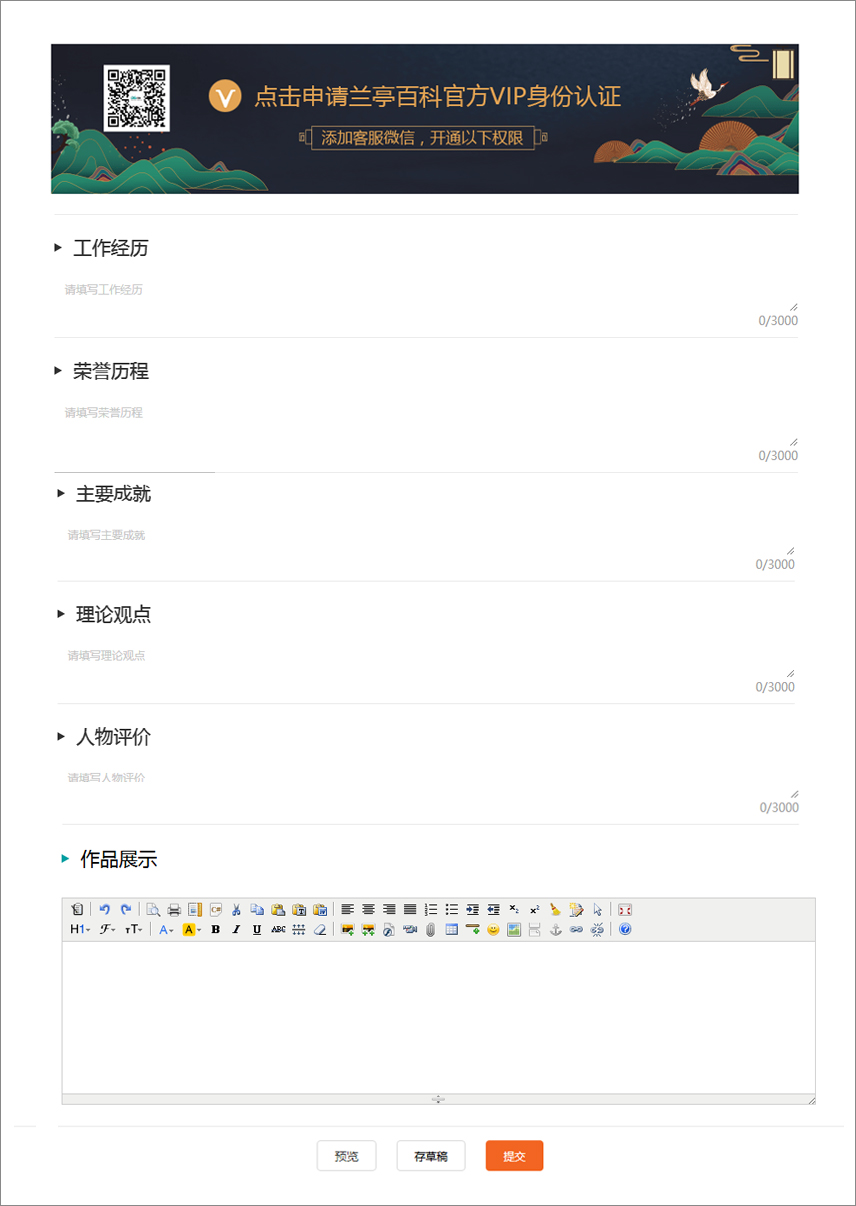 点击申请兰亭百科官方VIP身份认证
添加客服微信，开通以下权限
工作经历
请填写工作经历
0/3000
荣誉历程
请填写荣誉历程
0/3000
主要成就
请填写主要成就
0/3000
理论观点
请填写理论观点
0/3000
人物评价
请填写人物评价
0/3000
作品展示
H1 F TT A A B I U ABC
预览 存草稿 提交